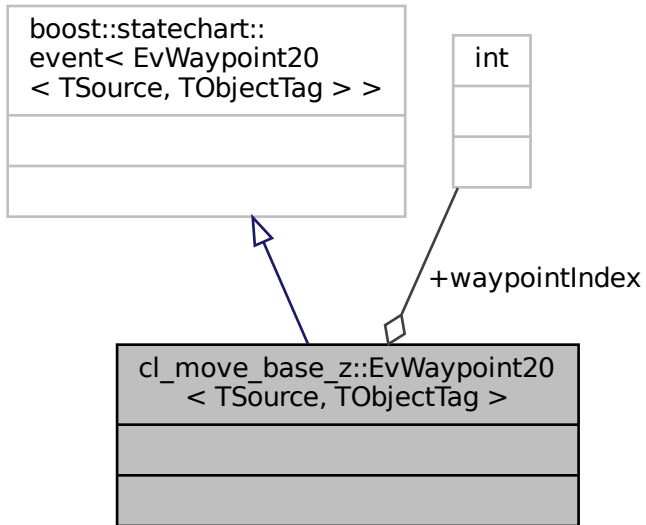 boost::statechart::
event< EvWaypoint20
< TSource, TObjectTag > >
int
+waypointIndex
cl_move_base_z::EvWaypoint20
< TSource, TObjectTag >